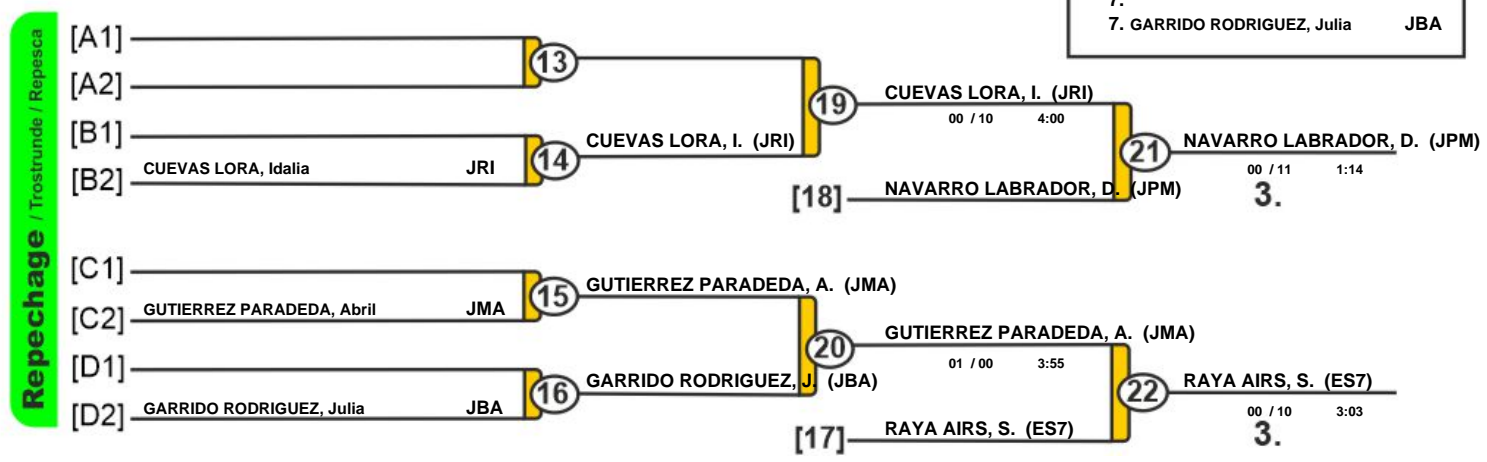 7.
7. GARRIDO RODRIGUEZ, Julia JBA
Repechage / Trostrunde / Repesca
[A1]
13
[A2]
19
CUEVAS LORA, I. (JRI)
00 / 10 4:00
[B1]
CUEVAS LORA, I. (JRI)
14
21
NAVARRO LABRADOR, D. (JPM)
00 / 11 1:14
3.
[B2] CUEVAS LORA, Idalia JRI
[18] NAVARRO LABRADOR, D. (JPM)
[C1]
GUTIERREZ PARADEDA, A. (JMA)
15
[C2] GUTIERREZ PARADEDA, Abril JMA
20
GUTIERREZ PARADEDA, A. (JMA)
01 / 00 3:55
[D1]
GARRIDO RODRIGUEZ, J. (JBA)
16
22
RAYA AIRS, S. (ES7)
00 / 10 3:03
3.
[D2] GARRIDO RODRIGUEZ, Julia JBA
[17] RAYA AIRS, S. (ES7)